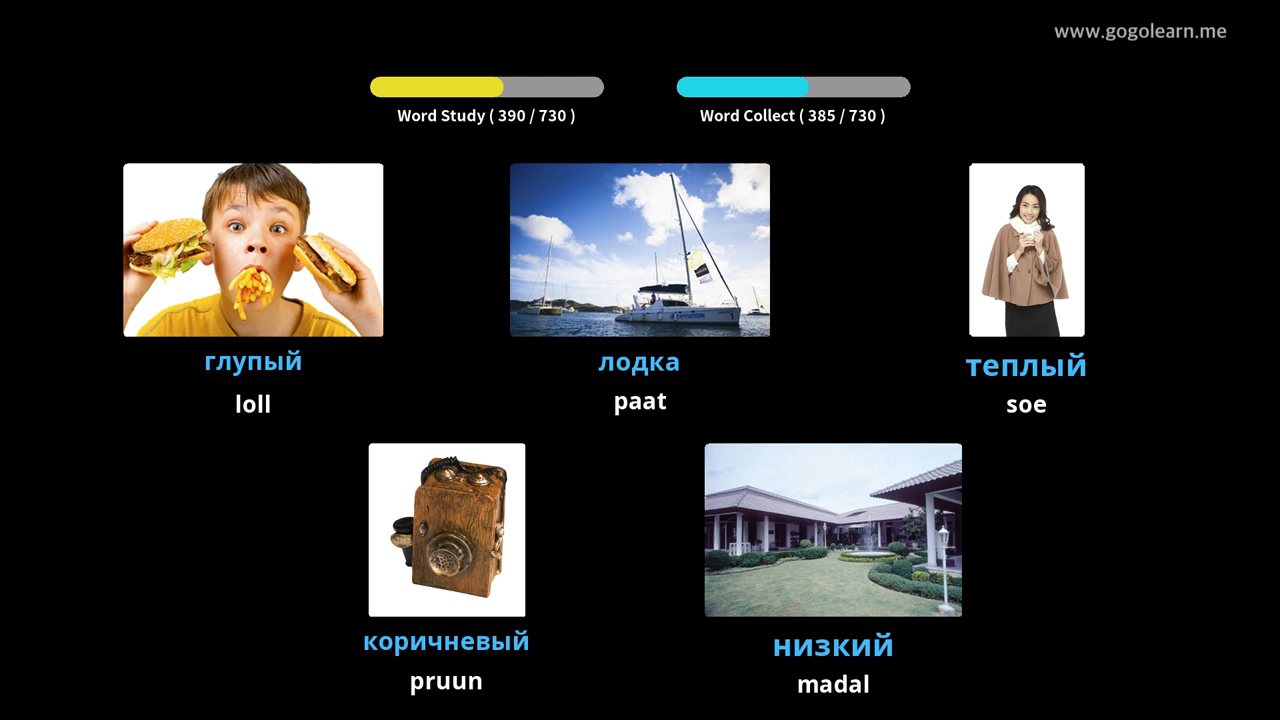 www.gogolearn.me
Word Study ( 390 / 730 )
Word Collect ( 385 / 730 )
глупый
loll
лодка
paat
теплый
soe
коричневый
pruun
низкий
madal